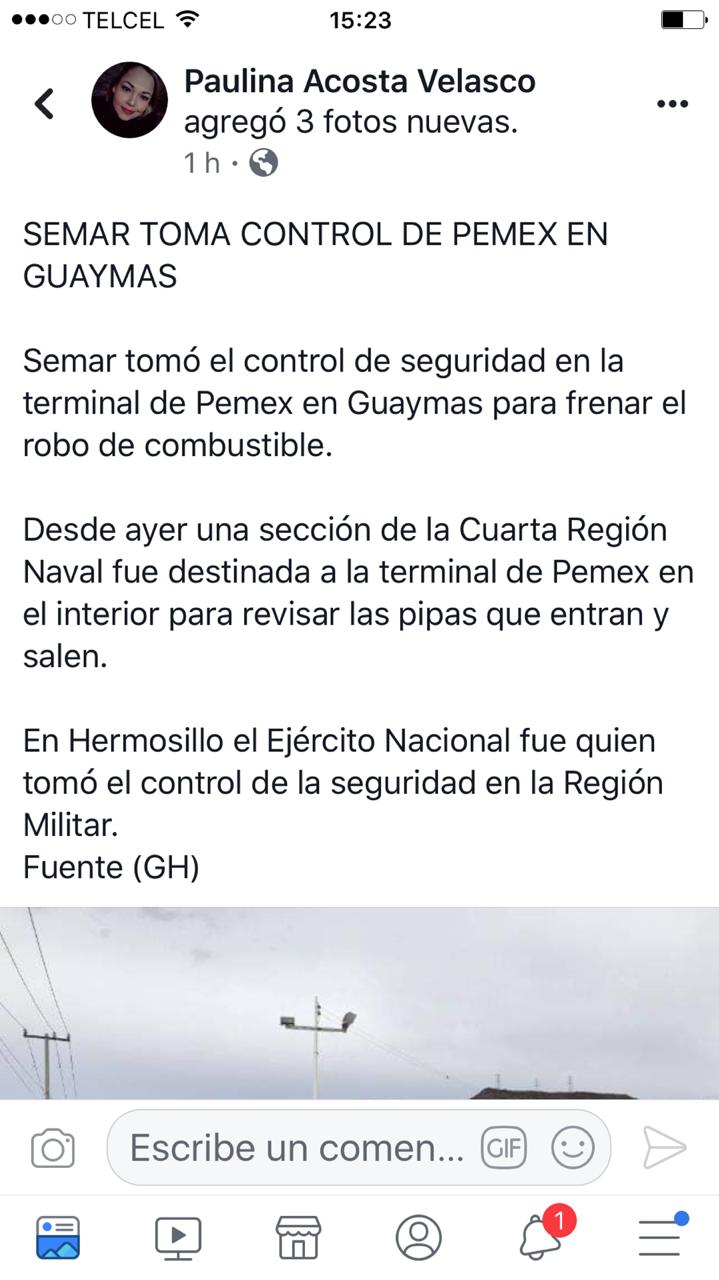 TELCEL 15:23
Paulina Acosta Velasco
agregó 3 fotos nuevas.
1 h ·
SEMAR TOMA CONTROL DE PEMEX EN
GUAYMAS
Semar tomó el control de seguridad en la
terminal de Pemex en Guaymas para frenar el
robo de combustible.
Desde ayer una sección de la Cuarta Región
Naval fue destinada a la terminal de Pemex en
el interior para revisar las pipas que entran y
salen.
En Hermosillo el Ejército Nacional fue quien
tomó el control de la seguridad en la Región
Militar.
Fuente (GH)
Escribe un comen... GIF
1